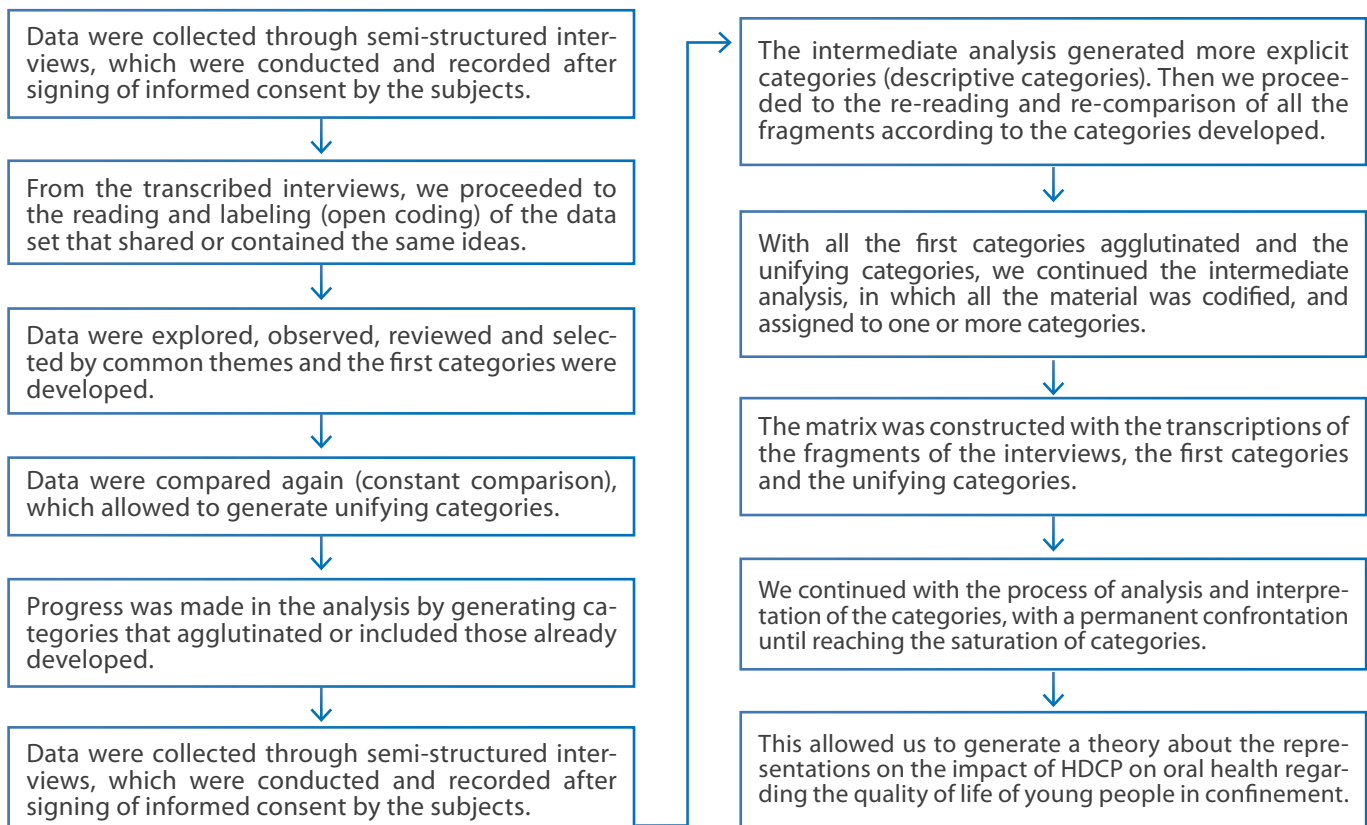 Data were collected through semi-structured inter-
views, which were conducted and recorded after
signing of informed consent by the subjects.
From the transcribed interviews, we proceeded to
the reading and labeling (open coding) of the data
set that shared or contained the same ideas.
Data were explored, observed, reviewed and selec-
ted by common themes and the first categories were
developed.
Data were compared again (constant comparison),
which allowed to generate unifying categories.
Progress was made in the analysis by generating ca-
tegories that agglutinated or included those already
developed.
Data were collected through semi-structured inter-
views, which were conducted and recorded after
signing of informed consent by the subjects.
The intermediate analysis generated more explicit
categories (descriptive categories). Then we procee-
ded to the re-reading and re-comparison of all the
fragments according to the categories developed.
With all the first categories agglutinated and the
unifying categories, we continued the intermediate
analysis, in which all the material was codified, and
assigned to one or more categories.
The matrix was constructed with the transcriptions of
the fragments of the interviews, the first categories
and the unifying categories.
We continued with the process of analysis and interpre-
tation of the categories, with a permanent confrontation
until reaching the saturation of categories.
This allowed us to generate a theory about the repre-
sentations on the impact of HDCP on oral health regar-
ding the quality of life of young people in confinement.